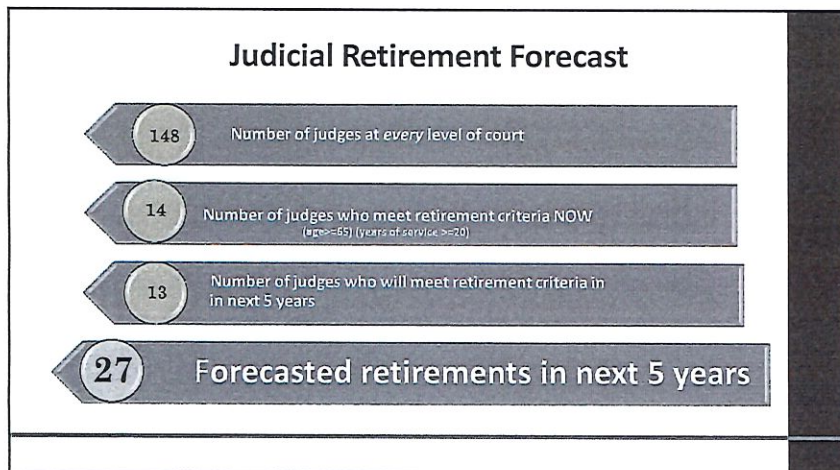 Judicial Retirement Forecast
148
Number of judges at every level of court
14
Number of judges who meet retirement criteria NOW
(age>=65) (years of service >=20)
13
Number of judges who will meet retirement criteria in
in next 5 years
27
Forecasted retirements in next 5 years